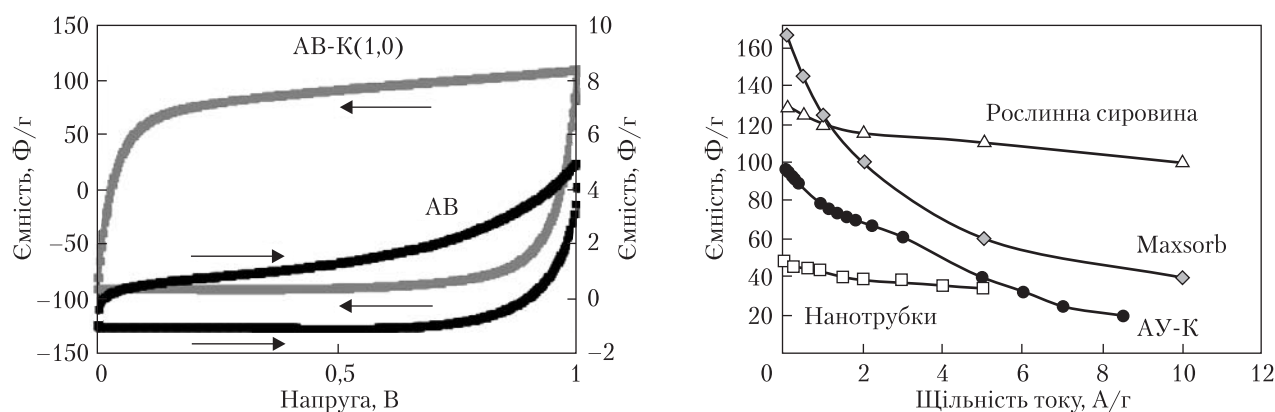 150
100
50
0
−50
−100
−150
Ємність, Ф/г
АВ-К(1,0)
АВ
10
8
6
4
2
0
−2
Ємність, Ф/г
0
0,5
1
Напруга, В
160
140
120
100
80
60
40
20
Ємність, Ф/г
Рослинна сировина
Maxsorb
Нанотрубки
АУ-К
0
2
4
6
8
10
12
Щільність току, А/г